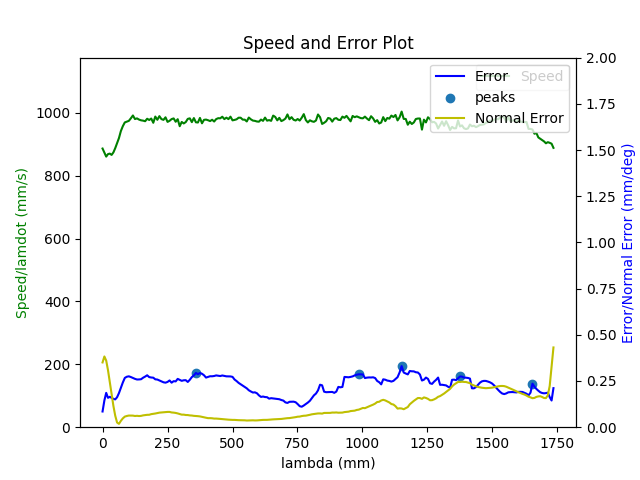 Speed and Error Plot
Speed/lamdot (mm/s)
1000
800
600
400
200
0
Error
peaks
Normal Error
Speed
2.00
1.75
1.50
1.25
1.00
0.75
0.50
0.25
0.00
Error/Normal Error (mm/deg)
0
250
500
750
1000
1250
1500
1750
lambda (mm)